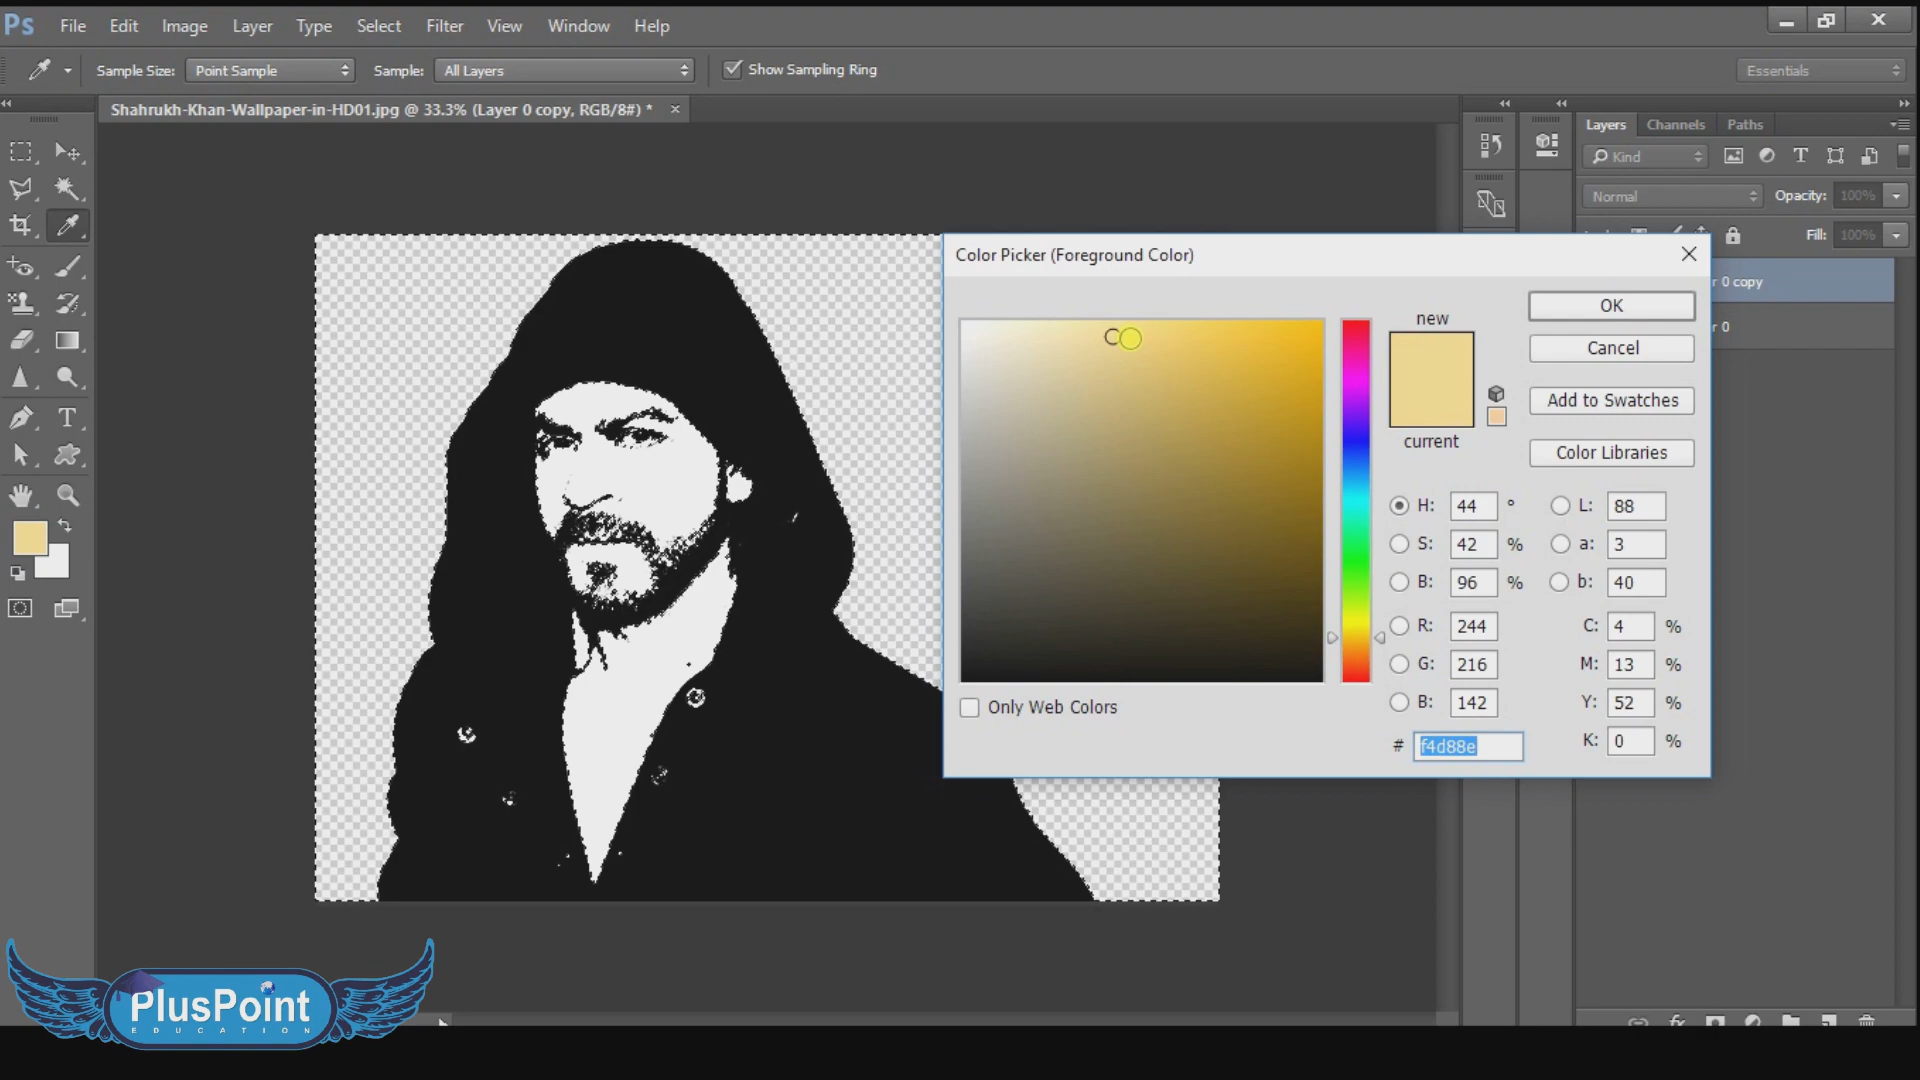 Ps File Edit Image Layer Type Select Filter View Window Help
Sample Size: Point Sample Sample: All Layers Show Sampling Ring Essentials
Shahrukh-Khan-Wallpaper-in-HD01.jpg @ 33.3% (Layer 0 copy, RGB/8#) * ×
Layers Channels Paths
Kind
Normal Opacity: 100%
Fill: 100%
r 0 copy
r 0
Color Picker (Foreground Color)
new
current
OK
Cancel
Add to Swatches
Color Libraries
H: 44 ° L: 88
S: 42 % a: 3
B: 96 % b: 40
R: 244 C: 4 %
G: 216 M: 13 %
B: 142 Y: 52 %
# f4d88e K: 0 %
Only Web Colors
PlusPoint
EDUCATION